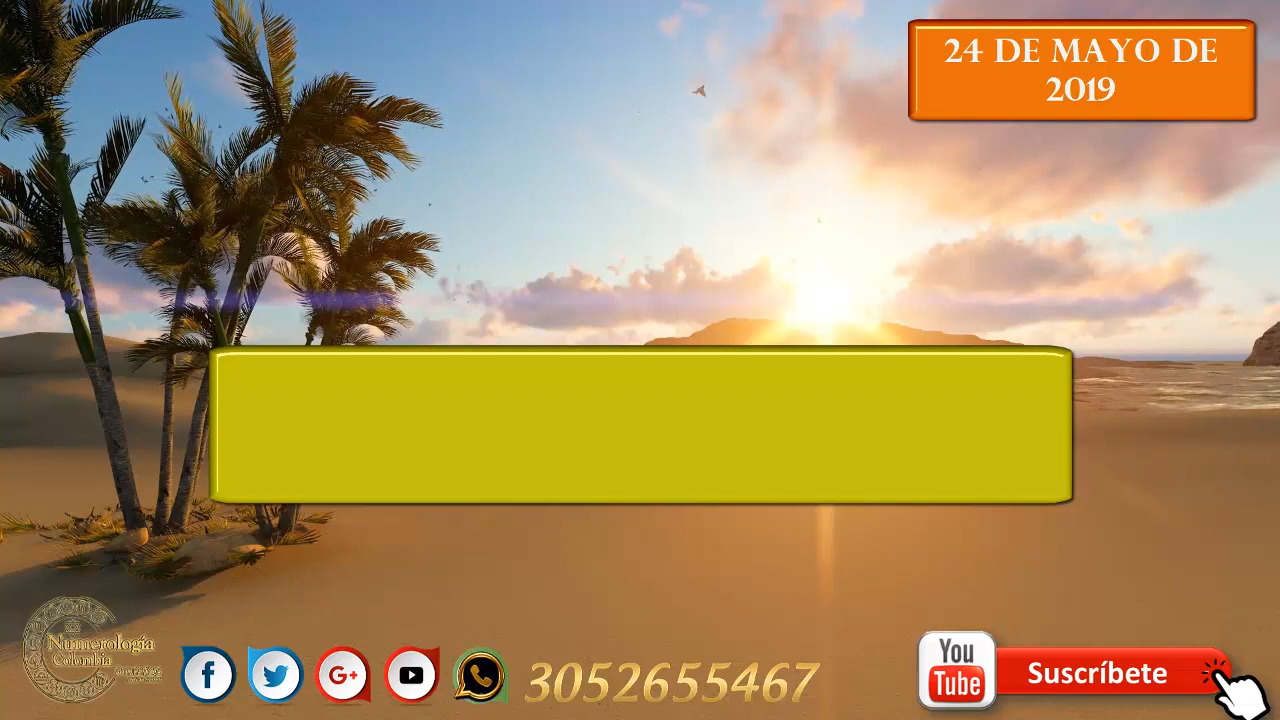 24 DE MAYO DE
2019
Numerología
Colombia
3052655467
You
Tube
Suscríbete